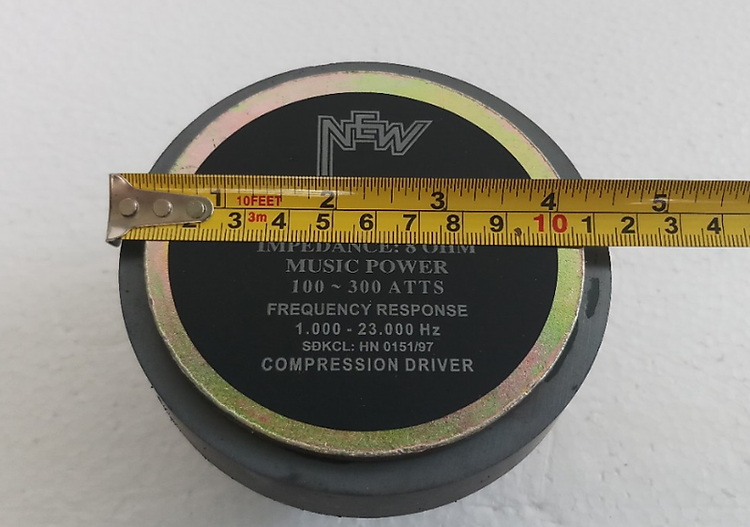 NEW
1 10FEET 2 3 4 5
3 3m 4 5 6 7 8 9 10 1 2 3 4
IMPEDANCE: 8 OHM
MUSIC POWER
100 ~ 300 ATTS
FREQUENCY RESPONSE
1.000 - 23.000 Hz
SĐKCL: HN 0151/97
COMPRESSION DRIVER